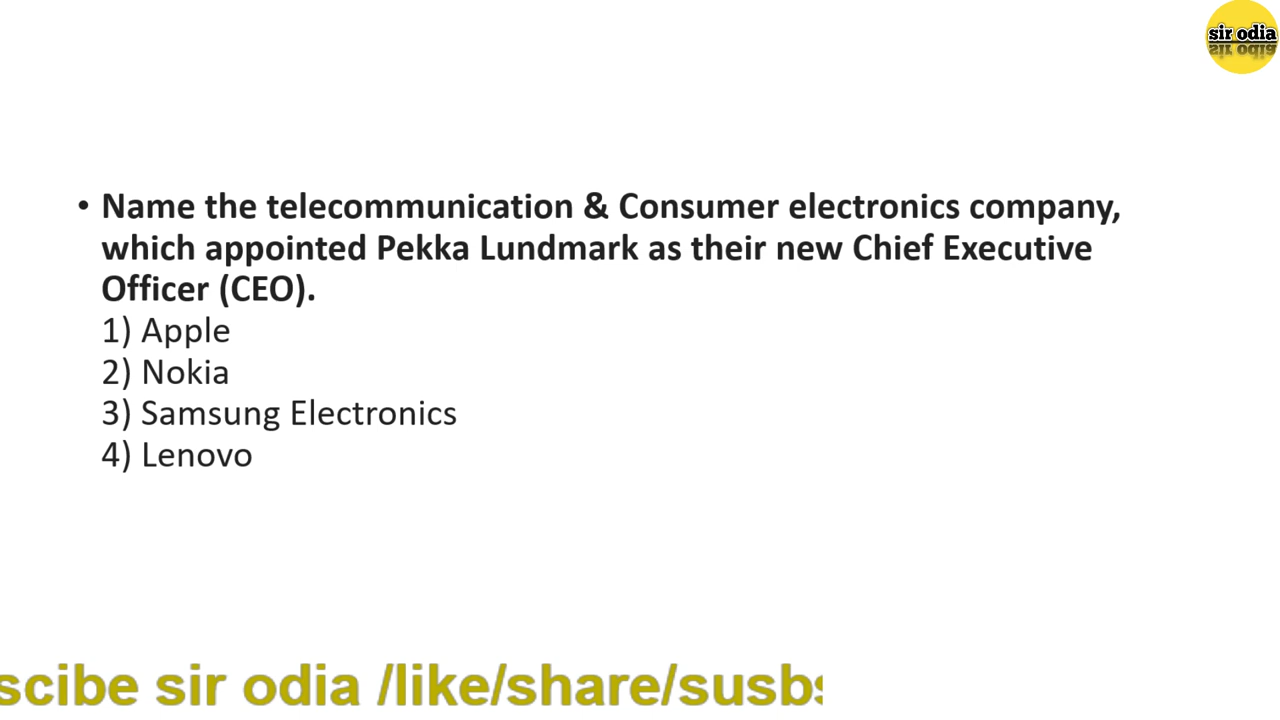 sir odia
• Name the telecommunication & Consumer electronics company,
which appointed Pekka Lundmark as their new Chief Executive
Officer (CEO).
1) Apple
2) Nokia
3) Samsung Electronics
4) Lenovo
scibe sir odia /like/share/susbs